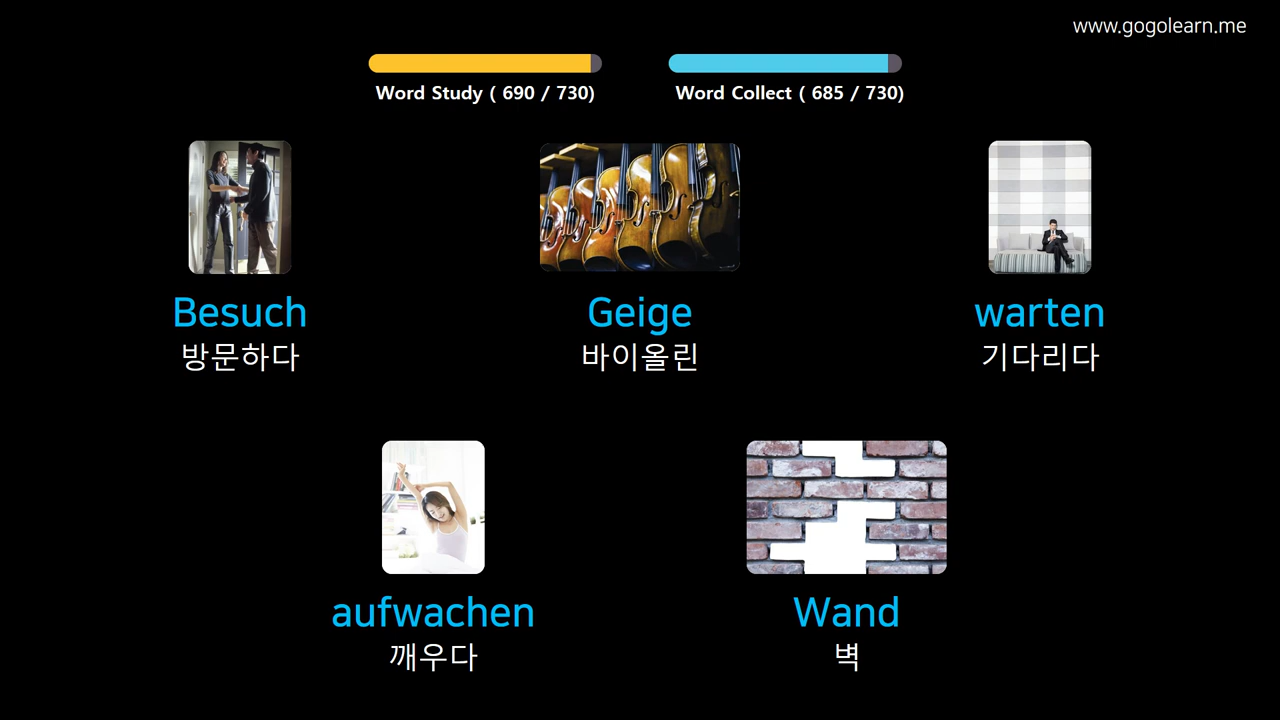 www.gogolearn.me
Word Study ( 690 / 730)
Word Collect ( 685 / 730)
Besuch
방문하다
Geige
바이올린
warten
기다리다
aufwachen
깨우다
Wand
벽